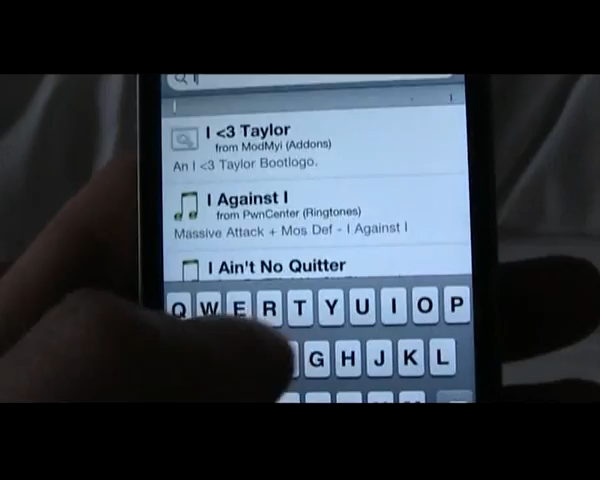 I
I
I <3 Taylor
from ModMyi (Addons)
An I <3 Taylor Bootlogo.
I Against I
from PwnCenter (Ringtones)
Massive Attack + Mos Def - I Against I
I Ain't No Quitter
Q W E R T Y U I O P
G H J K L